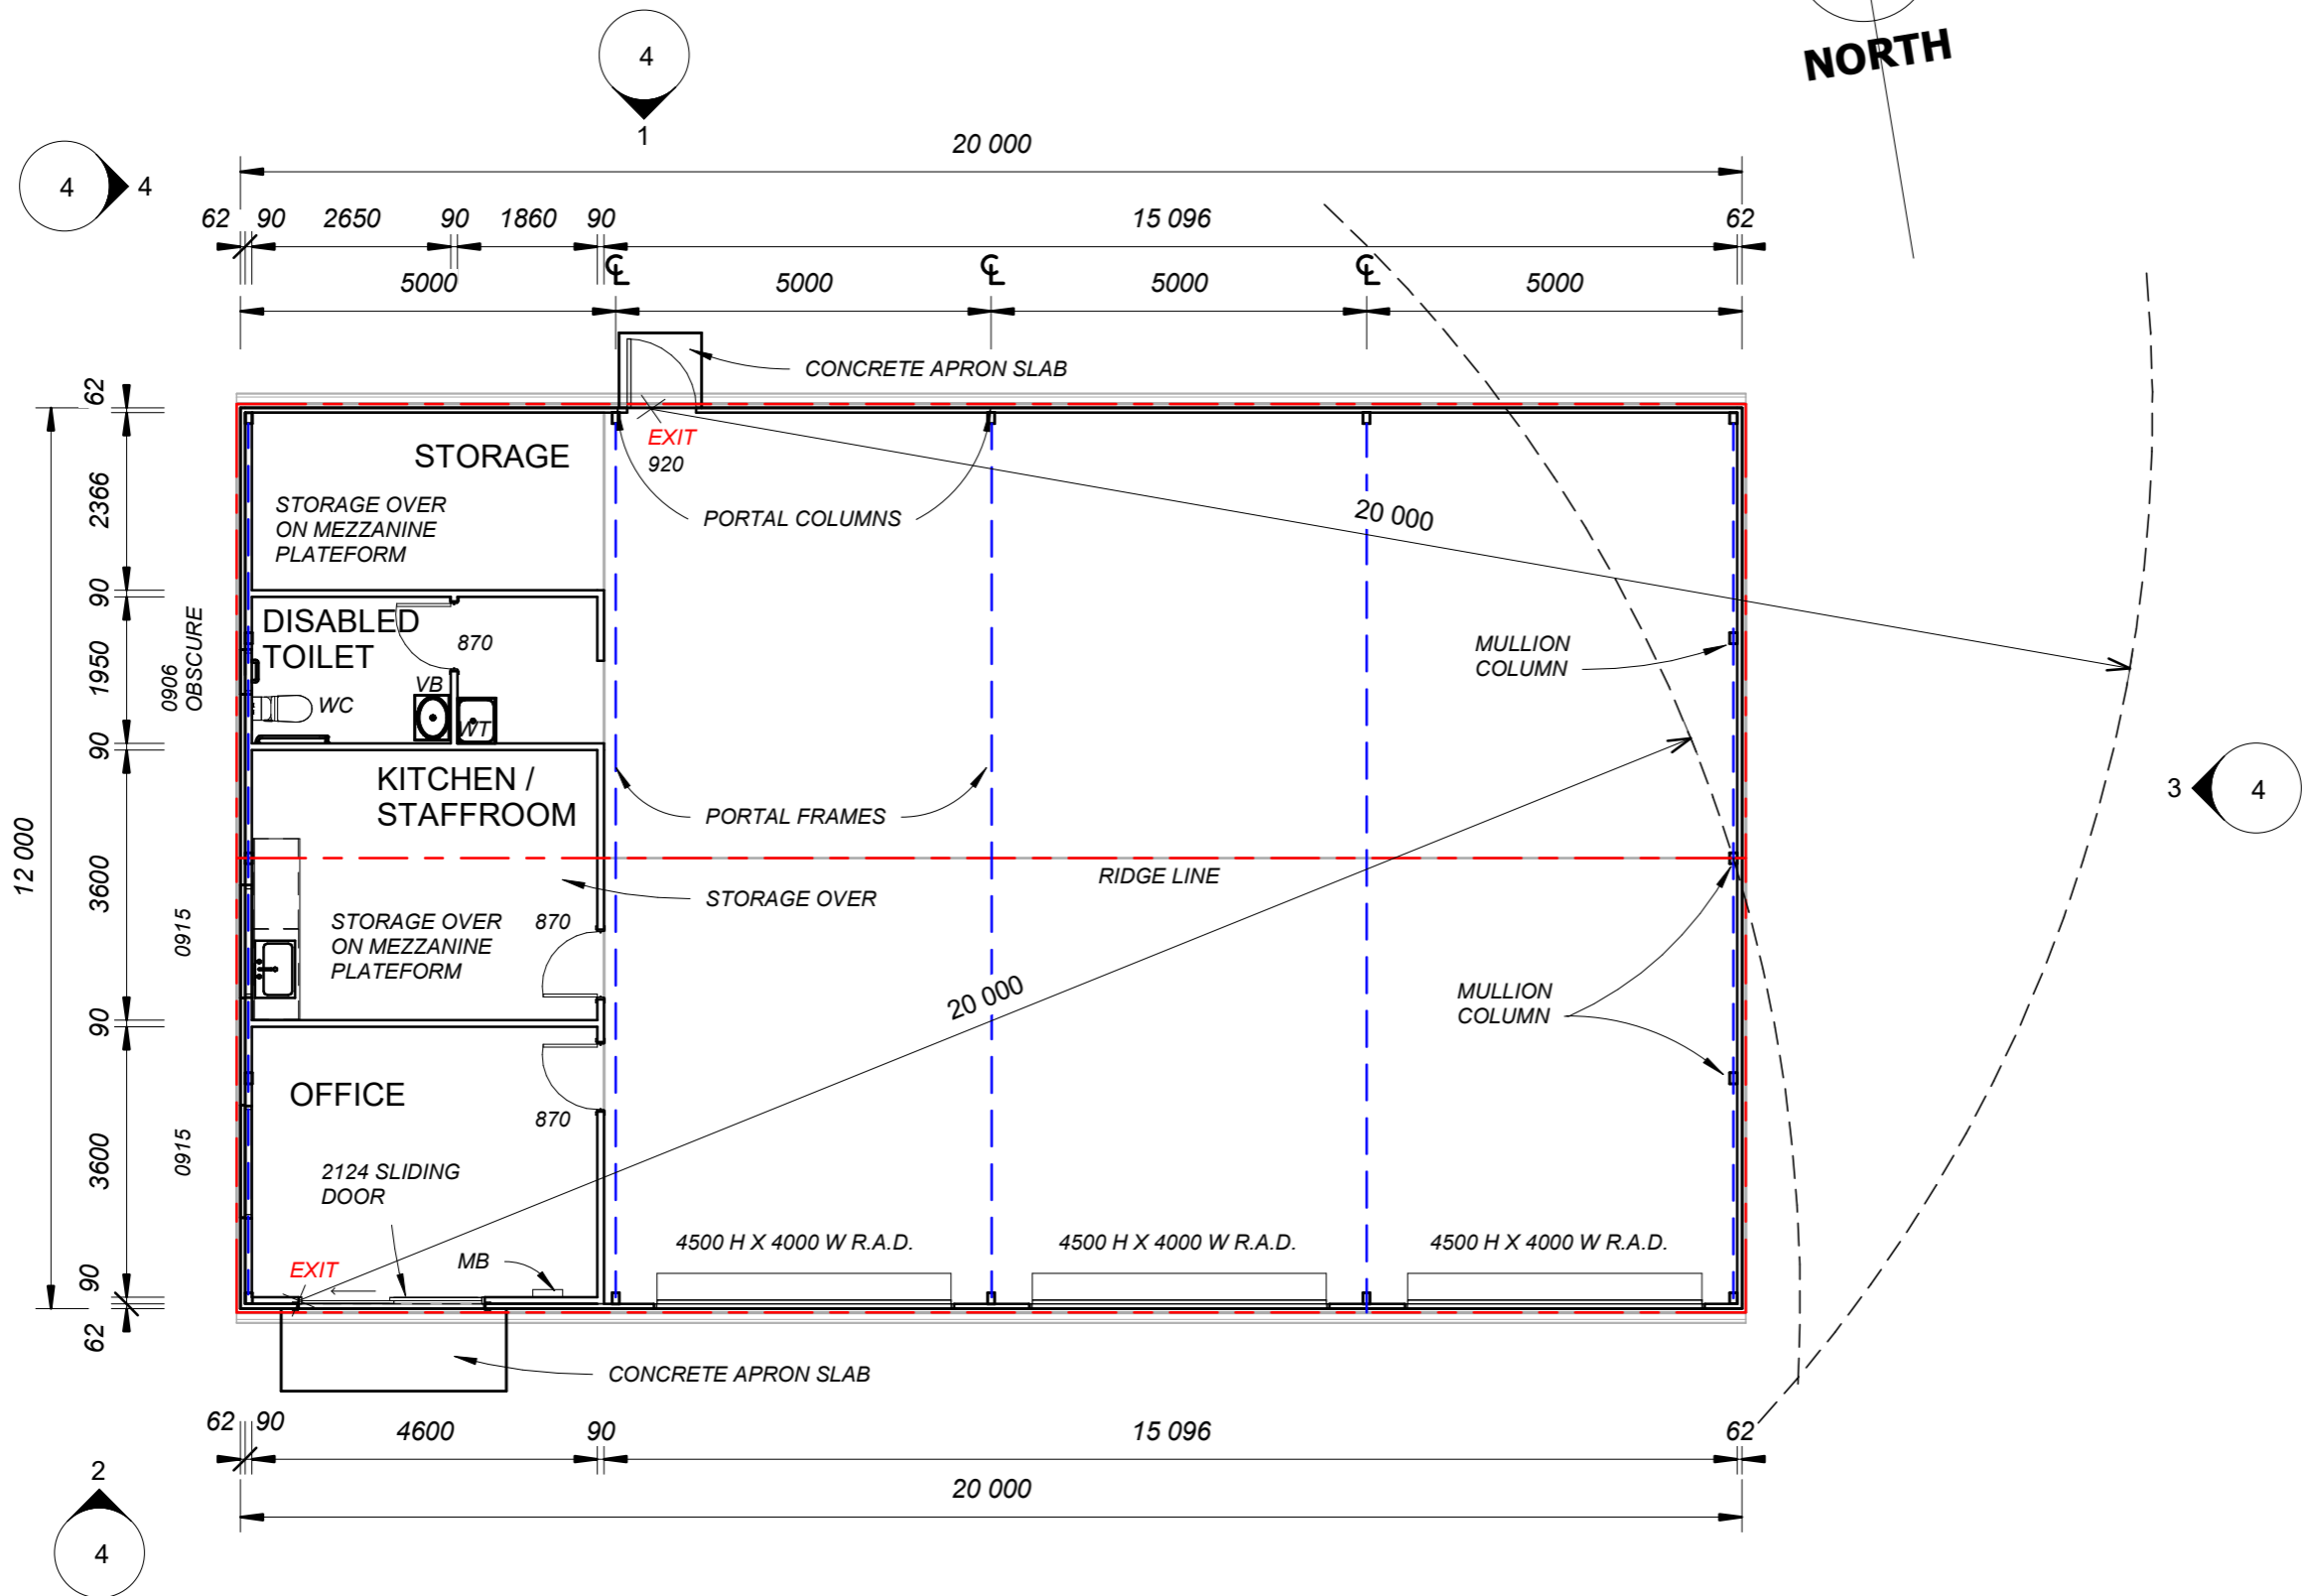 4
1
NORTH
4
4
20 000
62
90
2650
90
1860
90
15 096
62
℄
℄
℄
5000
5000
5000
5000
CONCRETE APRON SLAB
62
EXIT
920
STORAGE
STORAGE OVER
ON MEZZANINE
PLATEFORM
2366
PORTAL COLUMNS
20 000
90
DISABLED
TOILET
870
1950
0906
OBSCURE
VB
WC
WT
MULLION
COLUMN
90
KITCHEN /
STAFFROOM
PORTAL FRAMES
3
4
12 000
3600
RIDGE LINE
STORAGE OVER
STORAGE OVER
ON MEZZANINE
PLATEFORM
870
0915
20 000
MULLION
COLUMN
90
OFFICE
870
3600
0915
2124 SLIDING
DOOR
4500 H X 4000 W R.A.D.
4500 H X 4000 W R.A.D.
4500 H X 4000 W R.A.D.
EXIT
MB
90
62
CONCRETE APRON SLAB
62
90
4600
90
15 096
62
2
4
20 000